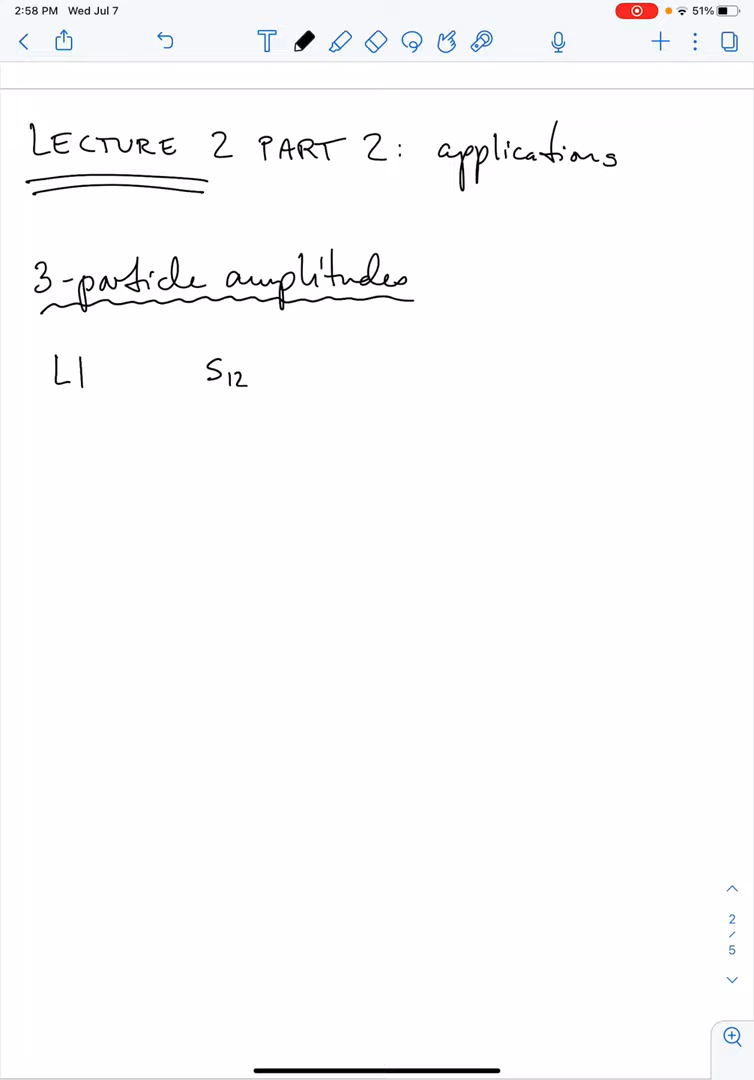 2:58 PM Wed Jul 7 51%
T
LECTURE 2 PART 2: applications
3-particle amplitudes
L1 S12
2
/
5